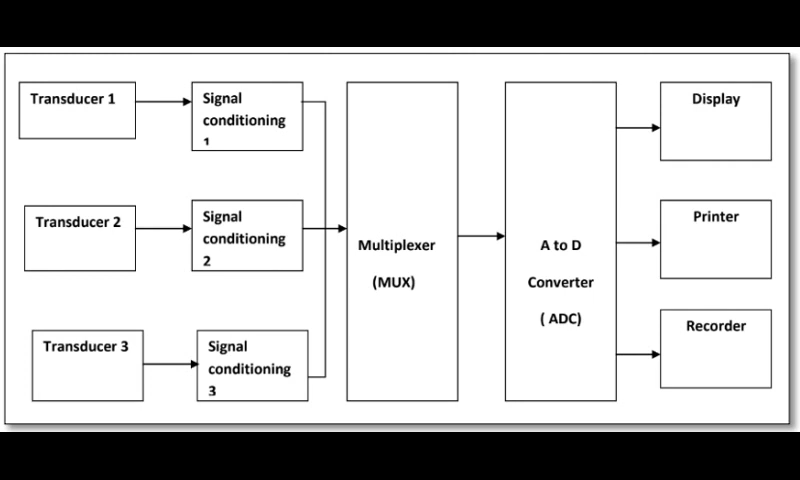 Transducer 1
Signal
conditioning
1
Transducer 2
Signal
conditioning
2
Transducer 3
Signal
conditioning
3
Multiplexer
(MUX)
A to D
Converter
( ADC)
Display
Printer
Recorder